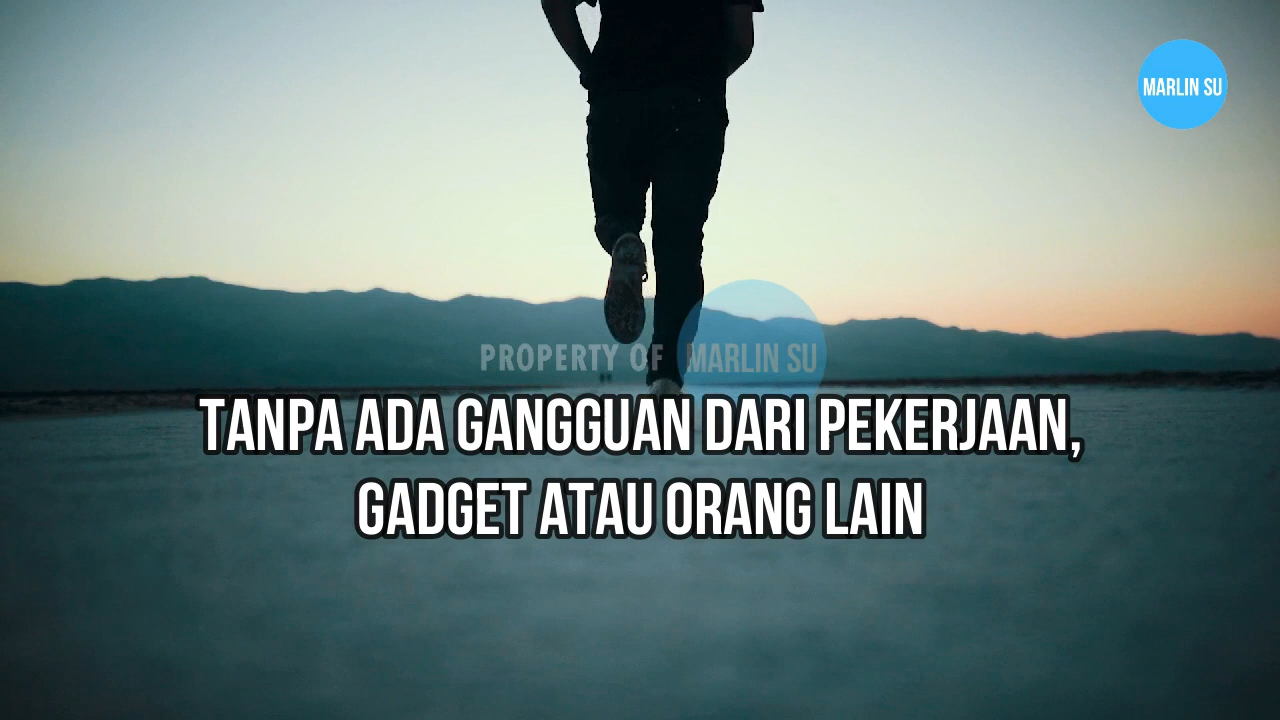 MARLIN SU
PROPERTY OF MARLIN SU
TANPA ADA GANGGUAN DARI PEKERJAAN,
GADGET ATAU ORANG LAIN